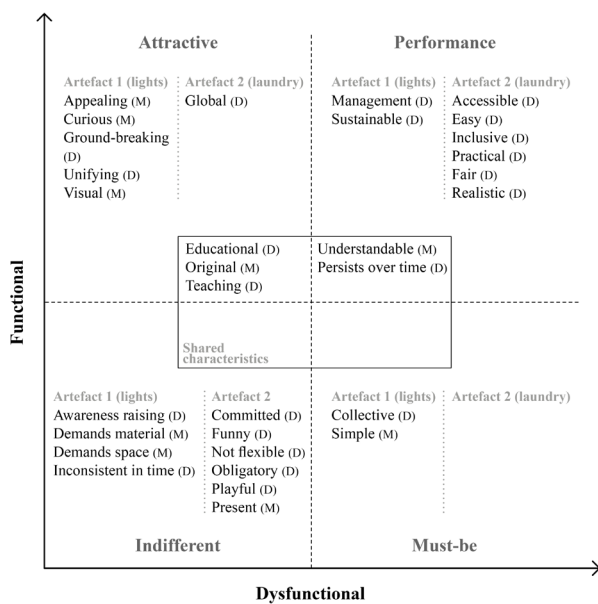 Attractive
Performance
Artefact 1 (lights)
Appealing (M)
Curious (M)
Ground-breaking
(D)
Unifying (D)
Visual (M)
Artefact 2 (laundry)
Global (D)
Artefact 1 (lights)
Management (D)
Sustainable (D)
Artefact 2 (laundry)
Accessible (D)
Easy (D)
Inclusive (D)
Practical (D)
Fair (D)
Realistic (D)
Educational (D)
Original (M)
Teaching (D)
Understandable (M)
Persists over time (D)
Shared
characteristics
Functional
Artefact 1 (lights)
Awareness raising (D)
Demands material (M)
Demands space (M)
Inconsistent in time (D)
Artefact 2
Committed (D)
Funny (D)
Not flexible (D)
Obligatory (D)
Playful (D)
Present (M)
Artefact 1 (lights)
Collective (D)
Simple (M)
Artefact 2 (laundry)
Indifferent
Must-be
Dysfunctional